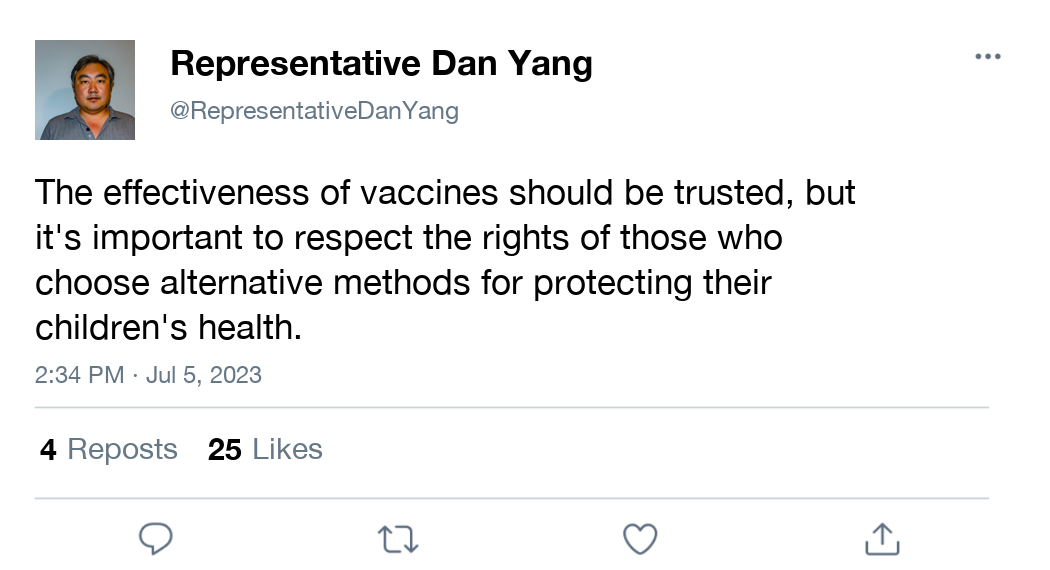 Representative Dan Yang
@RepresentativeDanYang
The effectiveness of vaccines should be trusted, but
it's important to respect the rights of those who
choose alternative methods for protecting their
children's health.
2:34 PM · Jul 5, 2023
4 Reposts 25 Likes